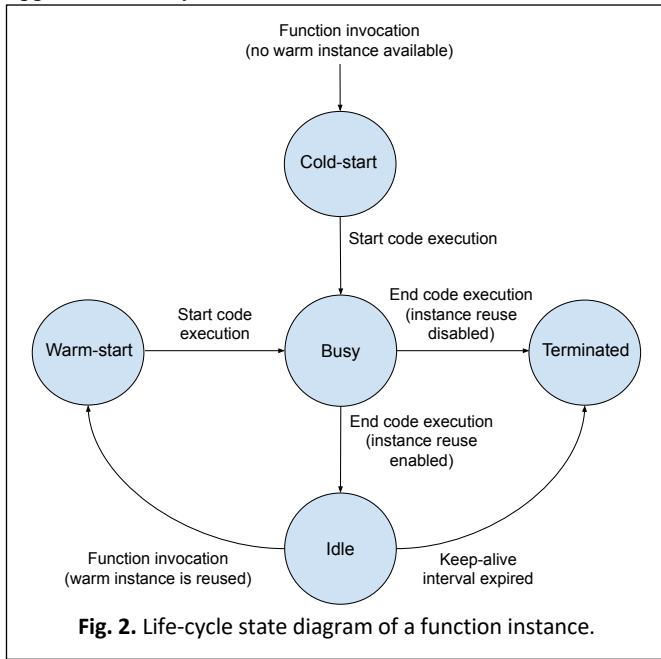 Function invocation
(no warm instance available)
Cold-start
Start code execution
Start code
execution
End code execution
(instance reuse
disabled)
Warm-start
Busy
Terminated
End code execution
(instance reuse
enabled)
Function invocation
(warm instance is reused)
Idle
Keep-alive
interval expired
Fig. 2. Life-cycle state diagram of a function instance.